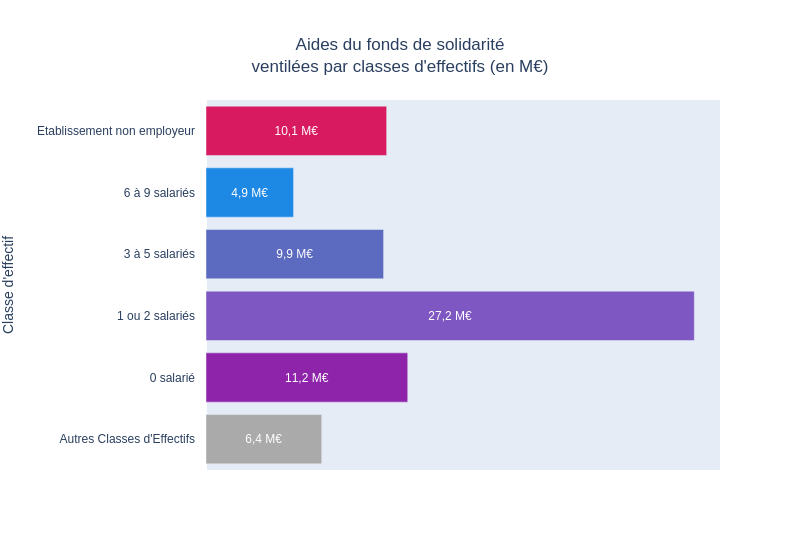 Aides du fonds de solidarité
ventilées par classes d'effectifs (en M€)
Classe d'effectif
Etablissement non employeur
10,1 M€
6 à 9 salariés
4,9 M€
3 à 5 salariés
9,9 M€
1 ou 2 salariés
27,2 M€
0 salarié
11,2 M€
Autres Classes d'Effectifs
6,4 M€